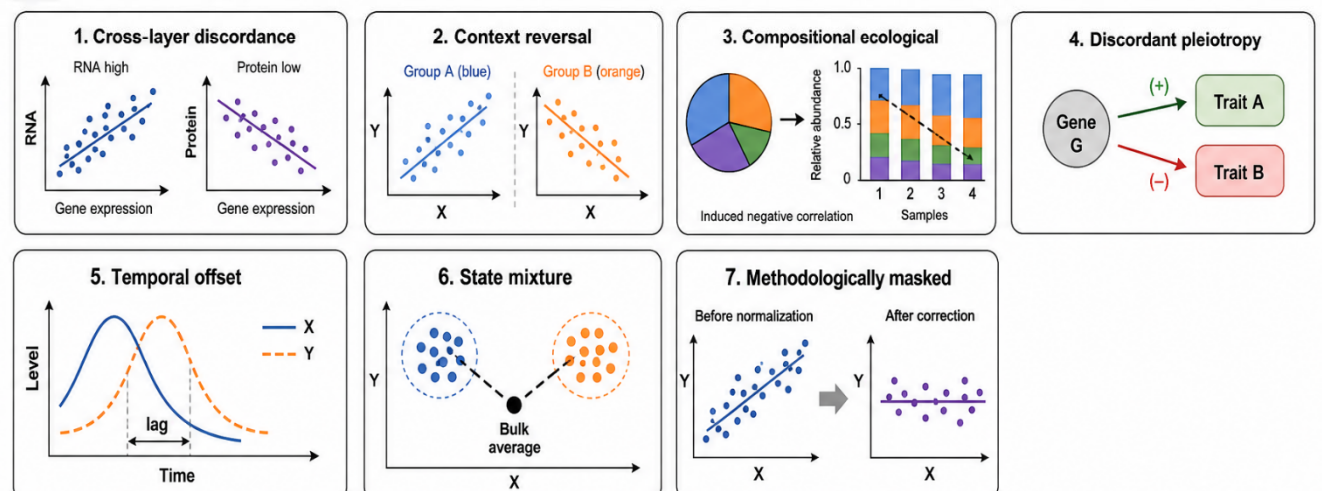 1. Cross-layer discordance
RNA high
Protein low
RNA
Gene expression
Protein
Gene expression
2. Context reversal
Group A (blue)
Group B (orange)
Y
X
Y
X
3. Compositional ecological
Induced negative correlation
Relative abundance
1.0
0.5
0
1 2 3 4
Samples
4. Discordant pleiotropy
Gene
G
(+)
Trait A
(–)
Trait B
5. Temporal offset
Level
X
Y
lag
Time
6. State mixture
Y
Bulk
average
X
7. Methodologically masked
Before normalization
After correction
Y
X
Y
X